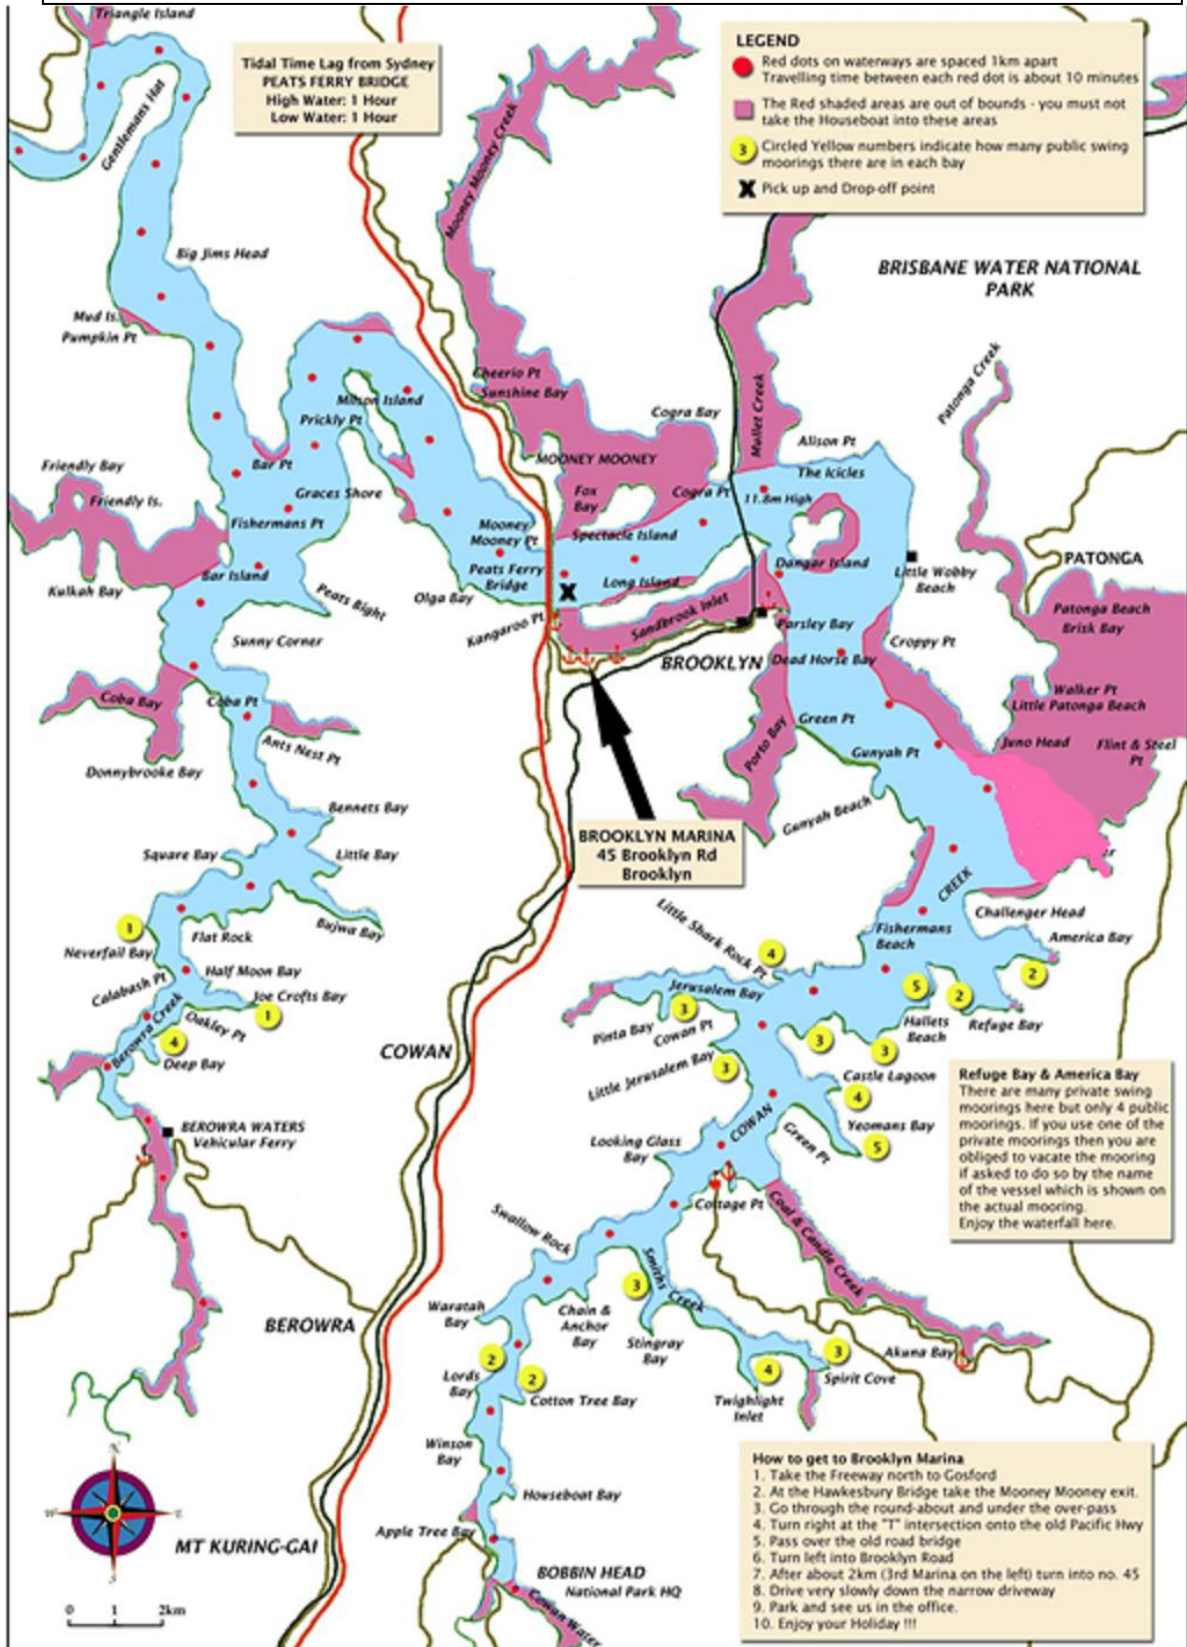 Triangle Island
Gentlemans Hat
Tidal Time Lag from Sydney
PEATS FERRY BRIDGE
High Water: 1 Hour
Low Water: 1 Hour
LEGEND
Red dots on waterways are spaced 1km apart
Travelling time between each red dot is about 10 minutes
The Red shaded areas are out of bounds - you must not
take the Houseboat into these areas
3
Circled Yellow numbers indicate how many public swing
moorings there are in each bay
X Pick up and Drop-off point
Mooney Mooney Creek
Big Jims Head
BRISBANE WATER NATIONAL
PARK
Mud Is.
Pumpkin Pt
Cheerio Pt
Sunshine Bay
Milson Island
Prickly Pt
Cogra Bay
Mullet Creek
Patonga Creek
Alison Pt
Bar Pt
MOONEY MOONEY
The Icicles
Friendly Bay
Friendly Is.
Graces Shore
Fox
Bay
Cogra Pt
11.8m High
Fishermans Pt
Mooney
Mooney Pt
Spectacle Island
Peats Ferry
Bridge
X
Bar Island
Kulkah Bay
Peats Bight
Olga Bay
Kangaroo Pt
Long Island
Sandbrook Inlet
Dangar Island
Little Wobby
Beach
PATONGA
Patonga Beach
Brisk Bay
Parsley Bay
Croppy Pt
Sunny Corner
BROOKLYN
Dead Horse Bay
Walker Pt
Little Patonga Beach
Coba Bay
Coba Pt
Ants Nest Pt
Green Pt
Porto Bay
Gunyah Pt
Juno Head
Flint & Steel
Pt
Donnybrooke Bay
Bennets Bay
Gunyah Beach
BROOKLYN MARINA
45 Brooklyn Rd
Brooklyn
Square Bay
Little Bay
CREEK
Bujwa Bay
Little Shark Rock Pt
Challenger Head
1
Neverfail Bay
Flat Rock
Fishermans
Beach
America Bay
4
Half Moon Bay
Calabash Pt
Jerusalem Bay
5
2
2
Joe Crofts Bay
1
Berowra Creek
Oakley Pt
4
Deep Bay
Pinta Bay
3
Cowan Pt
Hallets
Beach
Refuge Bay
3
3
COWAN
Little Jerusalem Bay
3
Castle Lagoon
4
Yeomans Bay
5
Refuge Bay & America Bay
There are many private swing
moorings here but only 4 public
moorings. If you use one of the
private moorings then you are
obliged to vacate the mooring
if asked to do so by the name
of the vessel which is shown on
the actual mooring.
Enjoy the waterfall here.
BEROWRA WATERS
Vehicular Ferry
COWAN
Green Pt
Looking Glass
Bay
Cottage Pt
Coal & Candle Creek
Swallow Rock
Smiths Creek
3
Waratah
Bay
Chain &
Anchor
Bay
Stingray
Bay
BEROWRA
2
Lords
Bay
2
Cotton Tree Bay
4
3
Akuna Bay
Spirit Cove
Twighlight
Inlet
Winson
Bay
Houseboat Bay
Apple Tree Bay
N
W
E
S
MT KURING-GAI
BOBBIN HEAD
National Park HQ
Cowan Water
0 1 2km
How to get to Brooklyn Marina
1. Take the Freeway north to Gosford
2. At the Hawkesbury Bridge take the Mooney Mooney exit.
3. Go through the round-about and under the over-pass
4. Turn right at the "T" intersection onto the old Pacific Hwy
5. Pass over the old road bridge
6. Turn left into Brooklyn Road
7. After about 2km (3rd Marina on the left) turn into no. 45
8. Drive very slowly down the narrow driveway
9. Park and see us in the office.
10. Enjoy your Holiday !!!